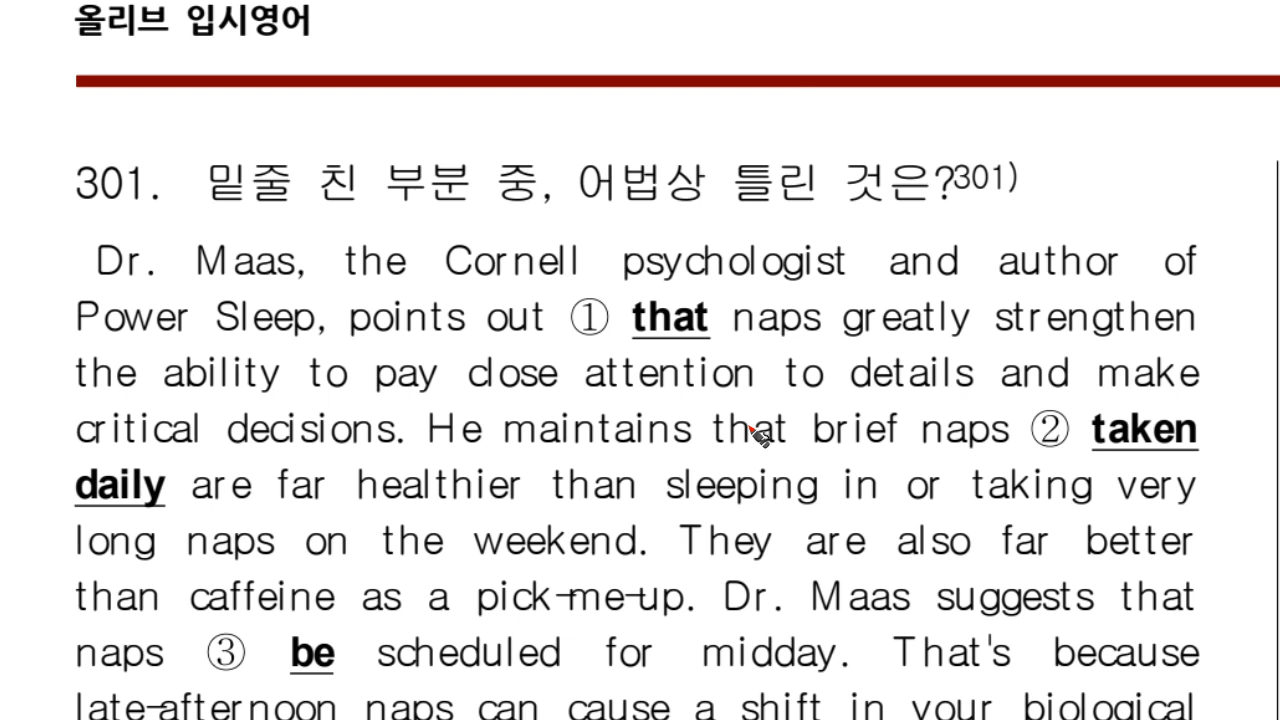 올리브 입시영어
301. 밑줄 친 부분 중, 어법상 틀린 것은?301)
Dr. Maas, the Cornell psychologist and author of
Power Sleep, points out ① that naps greatly strengthen
the ability to pay close attention to details and make
critical decisions. He maintains that brief naps ② taken
daily are far healthier than sleeping in or taking very
long naps on the weekend. They are also far better
than caffeine as a pick-me-up. Dr. Maas suggests that
naps ③ be scheduled for midday. That's because
late-afternoon naps can cause a shift in your biological